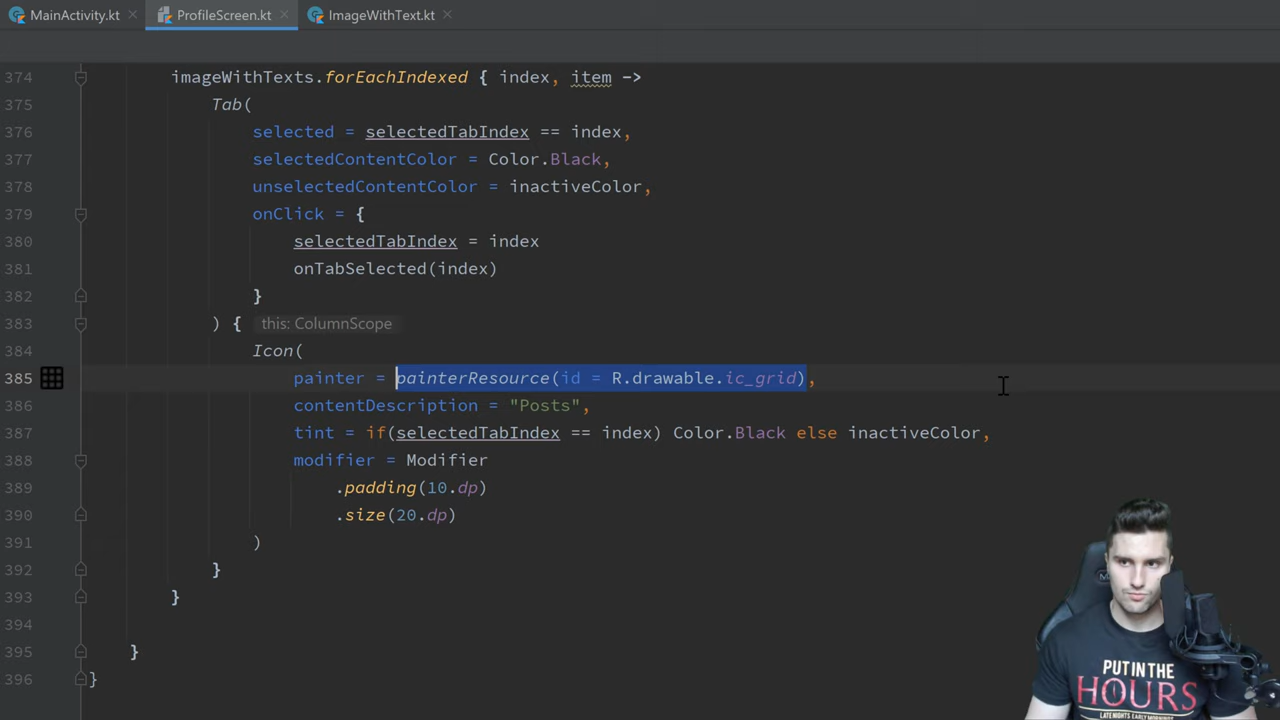 MainActivity.kt
ProfileScreen.kt
ImageWithText.kt
374 imageWithTexts.forEachIndexed { index, item ->
375 Tab(
376 selected = selectedTabIndex == index,
377 selectedContentColor = Color.Black,
378 unselectedContentColor = inactiveColor,
379 onClick = {
380 selectedTabIndex = index
381 onTabSelected(index)
382 }
383 ) { this: ColumnScope
384 Icon(
385 painter = painterResource(id = R.drawable.ic_grid),
386 contentDescription = "Posts",
387 tint = if(selectedTabIndex == index) Color.Black else inactiveColor,
388 modifier = Modifier
389 .padding(10.dp)
390 .size(20.dp)
391 )
392 }
393 }
394
395 }
396 }
PUT IN THE
HOURS
LATE NIGHTS EARLY MORNINGS